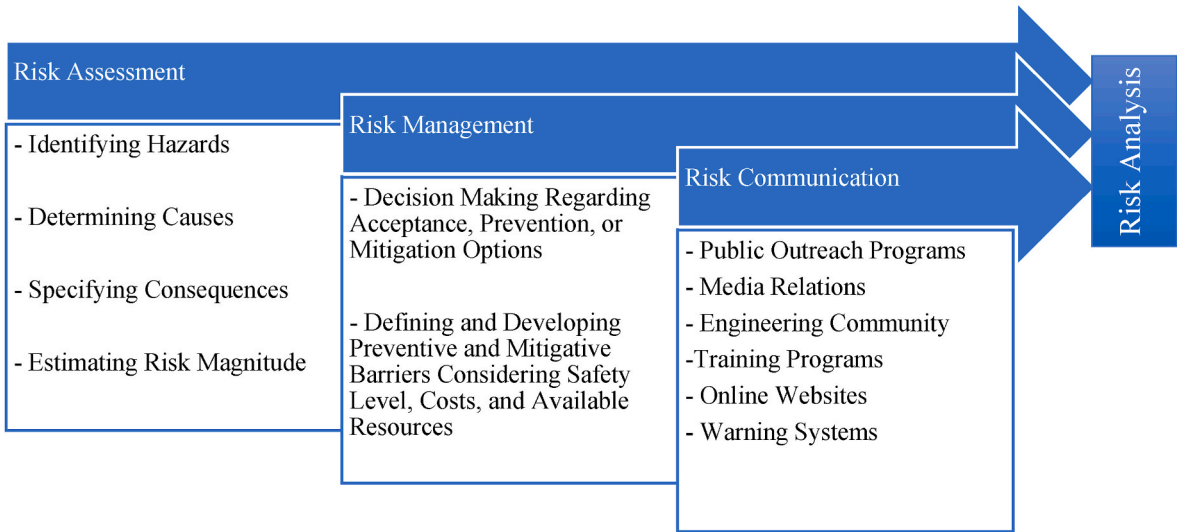 Risk Assessment
- Identifying Hazards
- Determining Causes
- Specifying Consequences
- Estimating Risk Magnitude
Risk Management
- Decision Making Regarding
Acceptance, Prevention, or
Mitigation Options
- Defining and Developing
Preventive and Mitigative
Barriers Considering Safety
Level, Costs, and Available
Resources
Risk Communication
- Public Outreach Programs
- Media Relations
- Engineering Community
-Training Programs
- Online Websites
- Warning Systems
Risk Analysis